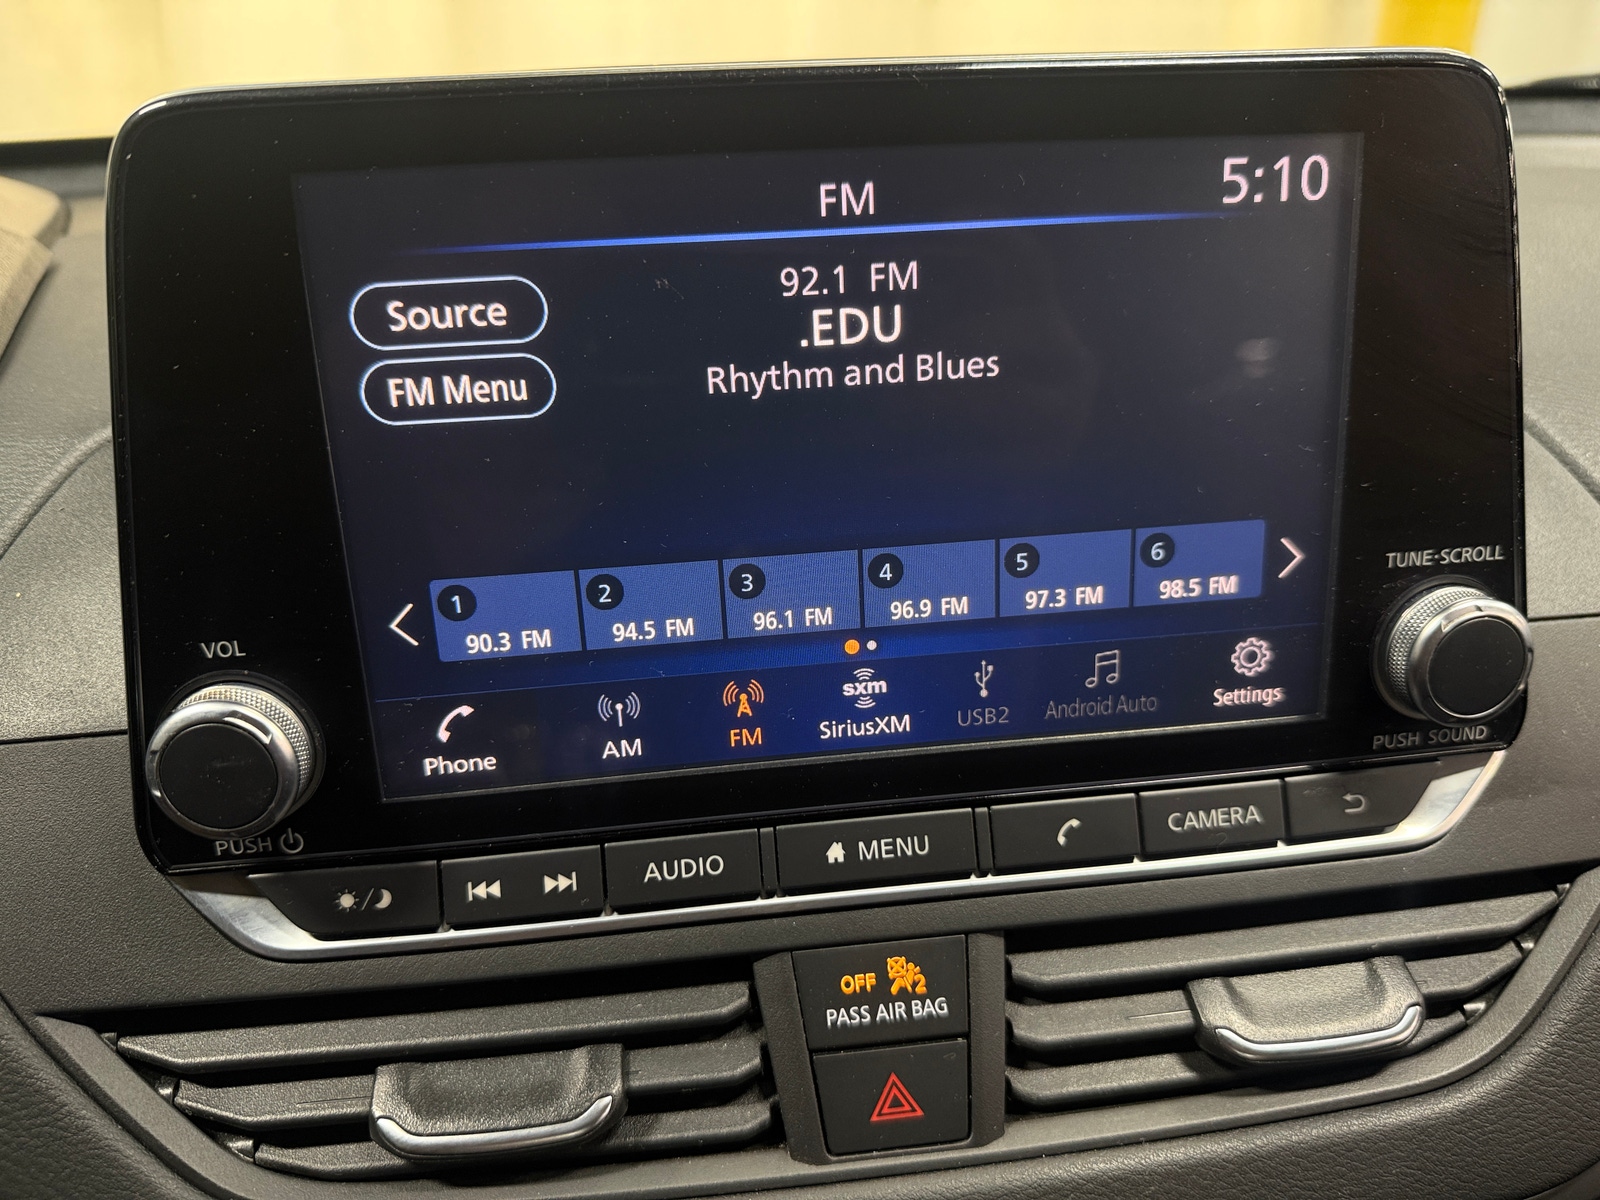 FM
5:10
Source
FM Menu
92.1 FM
.EDU
Rhythm and Blues
1
90.3 FM
2
94.5 FM
3
96.1 FM
4
96.9 FM
5
97.3 FM
6
98.5 FM
Phone
AM
FM
sxm
SiriusXM
USB2
Android Auto
Settings
VOL
PUSH
TUNE·SCROLL
PUSH SOUND
AUDIO
MENU
CAMERA
OFF
2
PASS AIR BAG